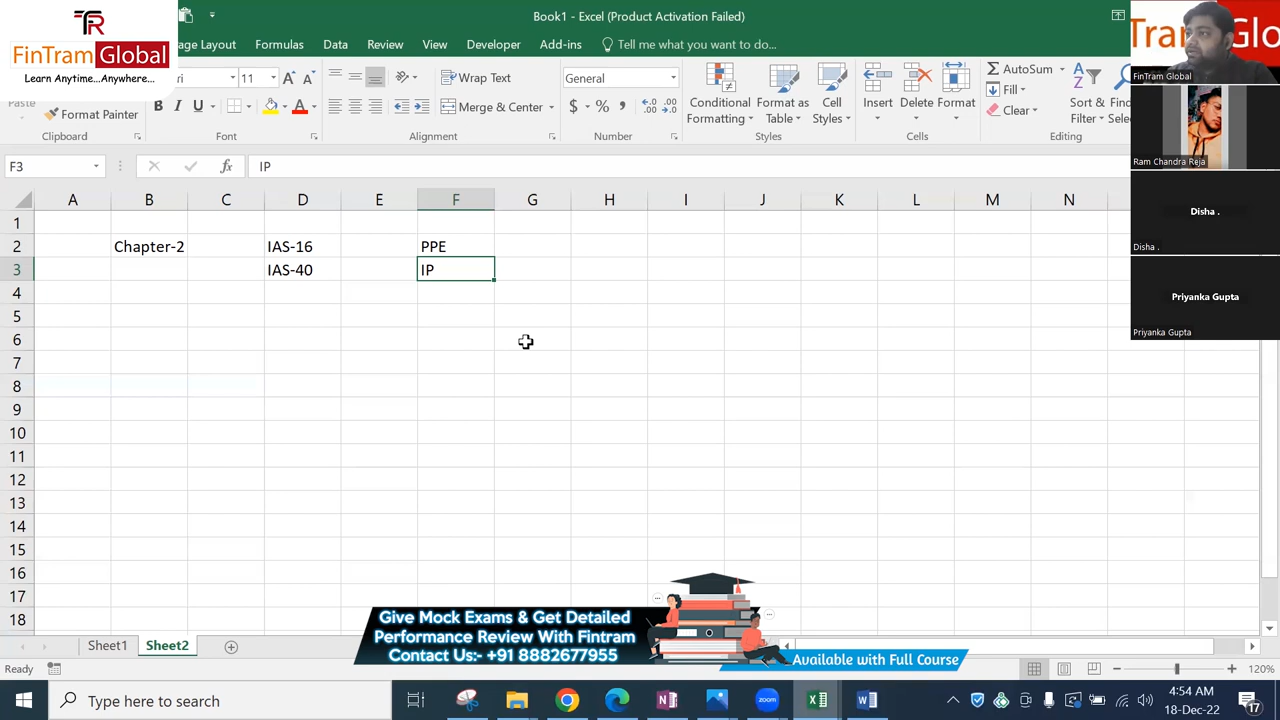 Book1 - Excel (Product Activation Failed)
FinTram Global
Learn Anytime...Anywhere...
age Layout
Formulas
Data
Review
View
Developer
Add-ins
Tell me what you want to do...
11
Wrap Text
General
Conditional Formatting
Format as Table
Cell Styles
Insert
Delete
Format
AutoSum
Fill
Clear
Sort & Filter
Paste
Format Painter
B I U
Merge & Center
$ % ,
Clipboard
Font
Alignment
Number
Styles
Cells
Editing
F3
fx
IP
A B C D E F G H I J K L M N
1
2 Chapter-2 IAS-16 PPE
3 IAS-40 IP
4
5
6
7
8
9
10
11
12
13
14
15
16
17
18
FinTram Global
Ram Chandra Reja
Disha .
Disha .
Priyanka Gupta
Priyanka Gupta
Give Mock Exams & Get Detailed
Performance Review With Fintram
Contact Us:- +91 8882677955
Available with Full Course
Sheet1
Sheet2
Ready
120%
Type here to search
zoom
4:54 AM
18-Dec-22
17